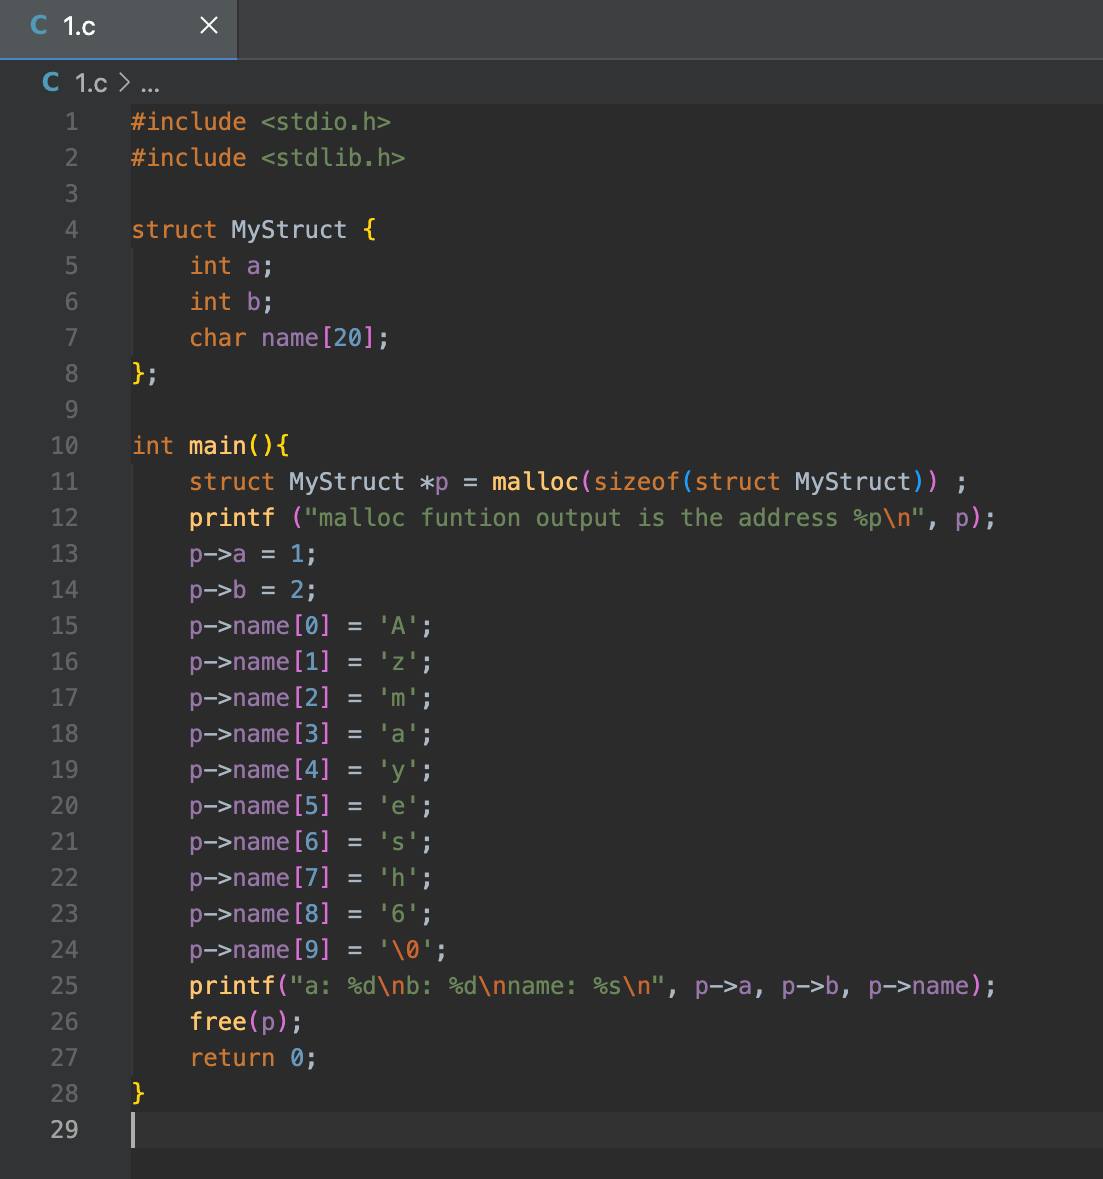 C 1.c ×
C 1.c > ...
1 #include <stdio.h>
2 #include <stdlib.h>
3
4 struct MyStruct {
5     int a;
6     int b;
7     char name[20];
8 };
9
10 int main(){
11     struct MyStruct *p = malloc(sizeof(struct MyStruct)) ;
12     printf ("malloc funtion output is the address %p\n", p);
13     p->a = 1;
14     p->b = 2;
15     p->name[0] = 'A';
16     p->name[1] = 'z';
17     p->name[2] = 'm';
18     p->name[3] = 'a';
19     p->name[4] = 'y';
20     p->name[5] = 'e';
21     p->name[6] = 's';
22     p->name[7] = 'h';
23     p->name[8] = '6';
24     p->name[9] = '\0';
25     printf("a: %d\nb: %d\nname: %s\n", p->a, p->b, p->name);
26     free(p);
27     return 0;
28 }
29